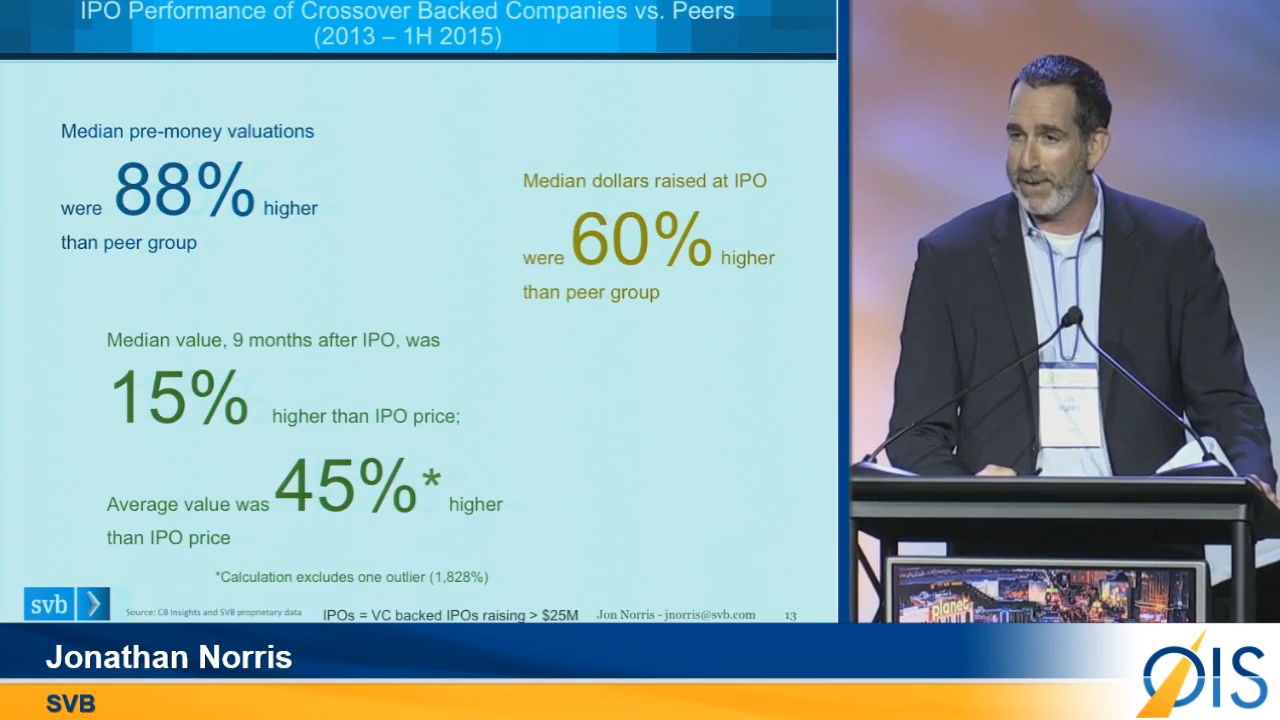 IPO Performance of Crossover Backed Companies vs. Peers
(2013 – 1H 2015)
Median pre-money valuations
were 88% higher
than peer group
Median dollars raised at IPO
were 60% higher
than peer group
Median value, 9 months after IPO, was
15% higher than IPO price;
Average value was 45%* higher
than IPO price
*Calculation excludes one outlier (1,828%)
svb
Source: CB Insights and SVB proprietary data
IPOs = VC backed IPOs raising > $25M
Jon Norris - jnorris@svb.com
13
planet
Jonathan Norris
SVB
OIS